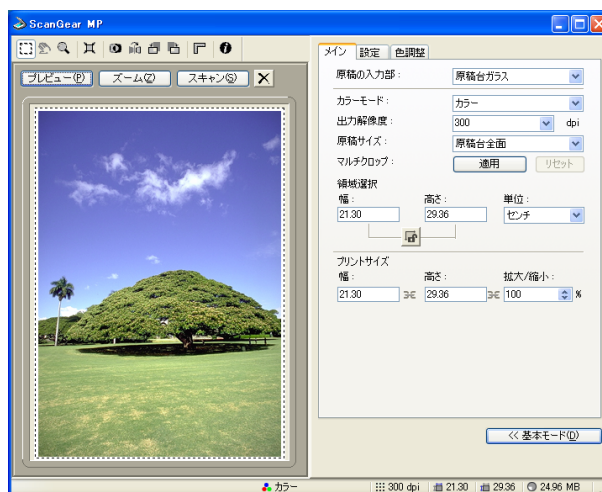 ScanGear MP
プレビュー(P) ズーム(Z) スキャン(S)
メイン 設定 色調整
原稿の入力部: 原稿台ガラス
カラーモード: カラー
出力解像度: 300 dpi
原稿サイズ: 原稿台全面
マルチクロップ: 適用 リセット
領域選択
幅: 高さ: 単位:
21.30 29.36 センチ
プリントサイズ
幅: 高さ: 拡大/縮小:
21.30 29.36 100 %
<< 基本モード(D)
カラー 300 dpi 21.30 29.36 24.96 MB